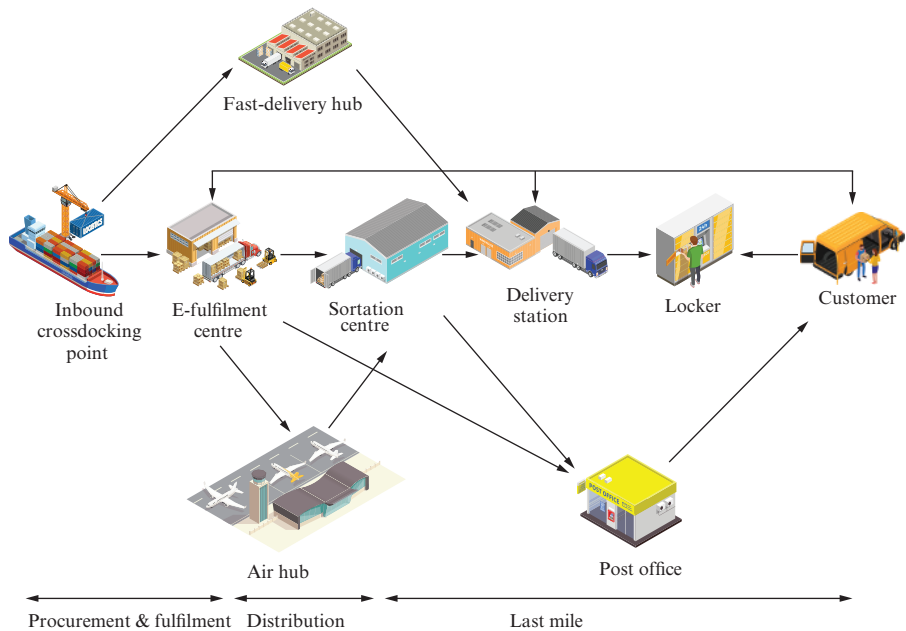 Fast-delivery hub
Inbound
crossdocking
point
E-fulfilment
centre
Sortation
centre
Delivery
station
Locker
Customer
POST OFFICE
Air hub
Post office
Procurement & fulfilment
Distribution
Last mile